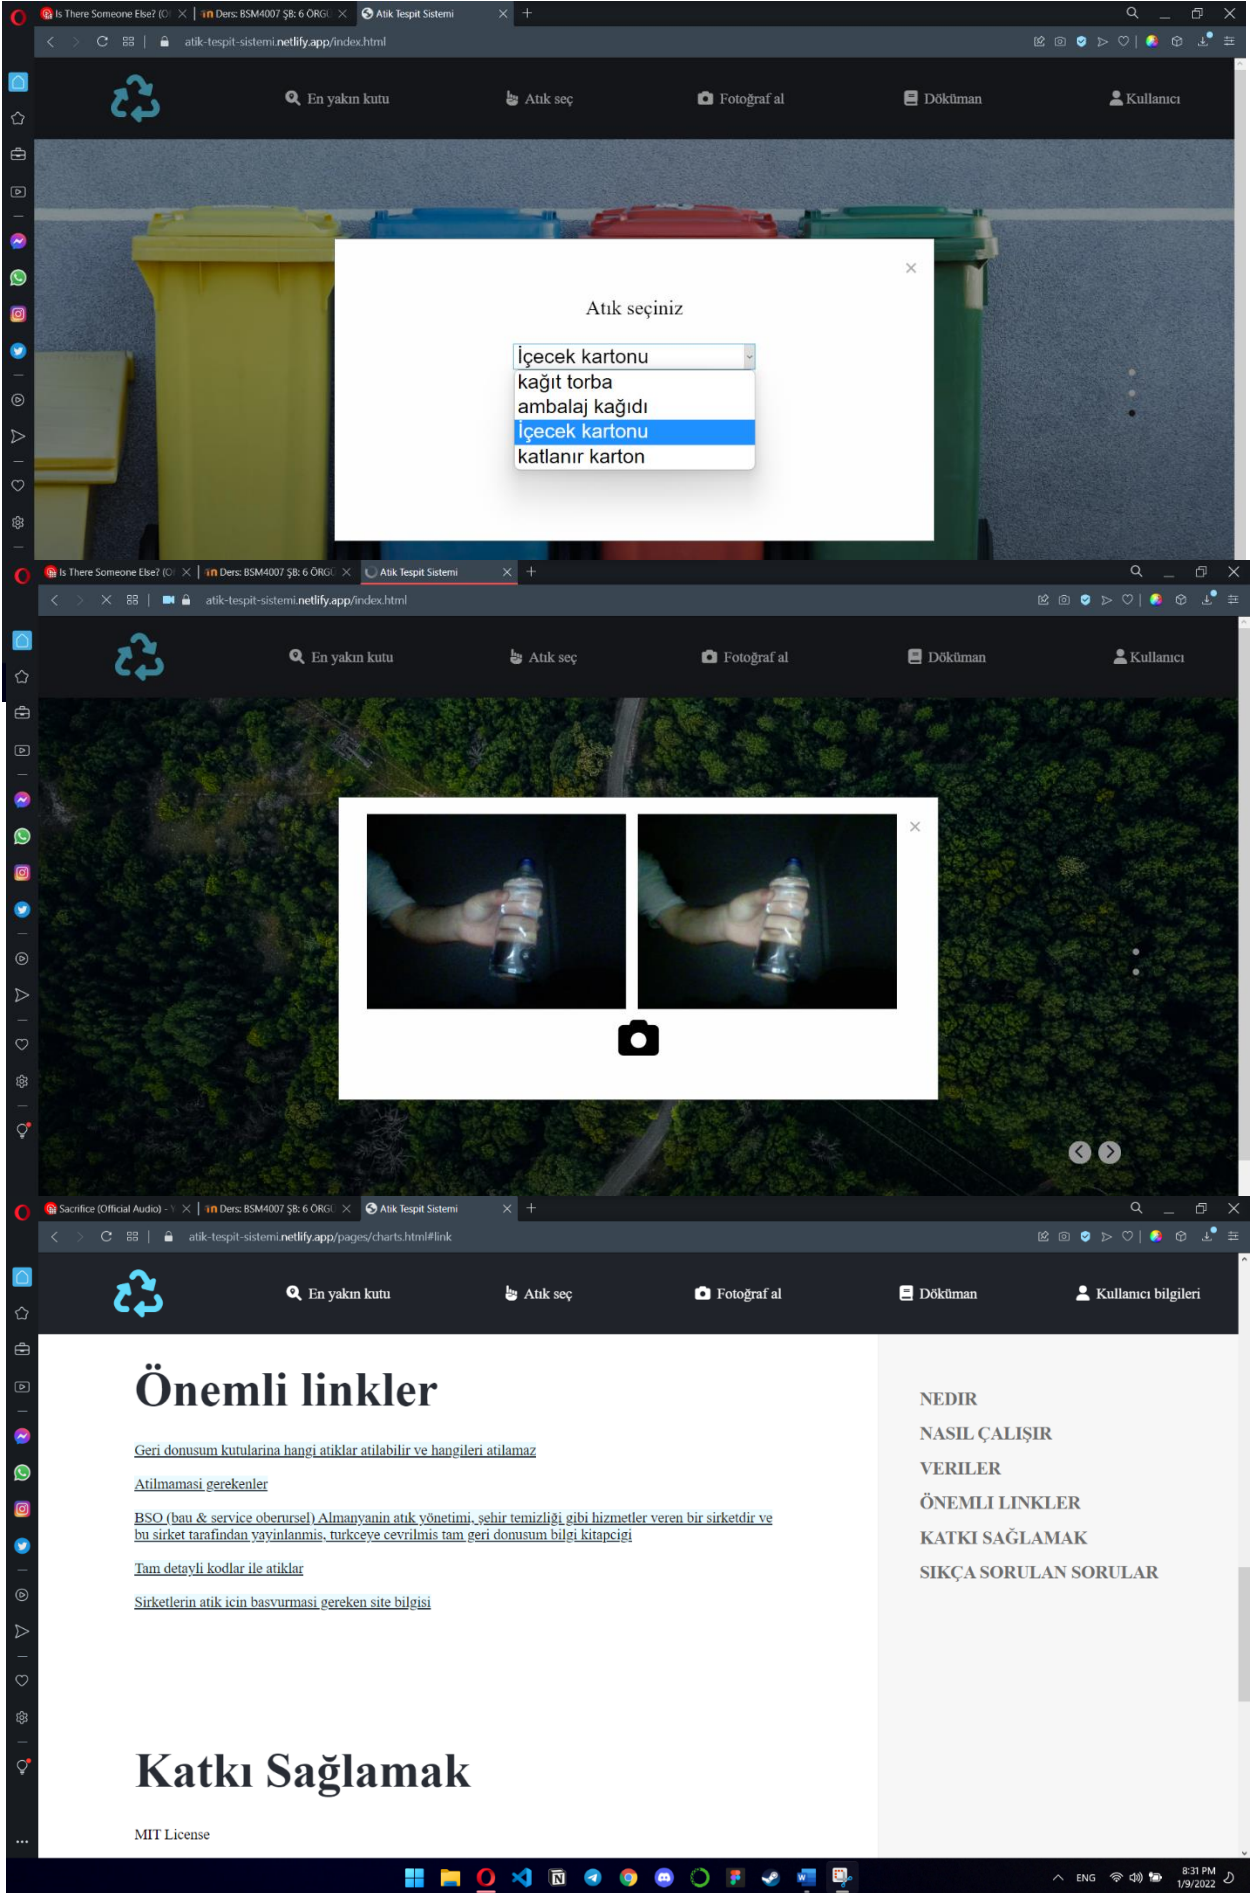 Is There Someone Else? (O
Ders: BSM4007 ŞB: 6 ÖRGÜ
Atik Tespit Sistemi
atik-tespit-sistemi.netlify.app/index.html
En yakın kutu
Atık seç
Fotoğraf al
Döküman
Kullanıcı
Atık seçiniz
İçecek kartonu
kağıt torba
ambalaj kağıdı
İçecek kartonu
katlanır karton
Is There Someone Else? (O
Ders: BSM4007 ŞB: 6 ÖRGÜ
Atik Tespit Sistemi
atik-tespit-sistemi.netlify.app/index.html
En yakın kutu
Atık seç
Fotoğraf al
Döküman
Kullanıcı
Sacrifice (Official Audio) -
Ders: BSM4007 ŞB: 6 ÖRGÜ
Atik Tespit Sistemi
atik-tespit-sistemi.netlify.app/pages/charts.html#link
En yakın kutu
Atık seç
Fotoğraf al
Döküman
Kullanıcı bilgileri
Önemli linkler
Geri donusum kutularina hangi atiklar atilabilir ve hangileri atilamaz
Atilmamasi gerekenler
BSO (bau & service oberursel) Almanyanin atık yönetimi, şehir temizliği gibi hizmetler veren bir sirketdir ve
bu sirket tarafindan yayinlanmis, turkceye cevrilmis tam geri donusum bilgi kitapcigi
Tam detayli kodlar ile atiklar
Sirketlerin atik icin basvurmasi gereken site bilgisi
NEDIR
NASIL ÇALIŞIR
VERILER
ÖNEMLI LINKLER
KATKI SAĞLAMAK
SIKÇA SORULAN SORULAR
Katkı Sağlamak
MIT License
ENG
8:31 PM
1/9/2022